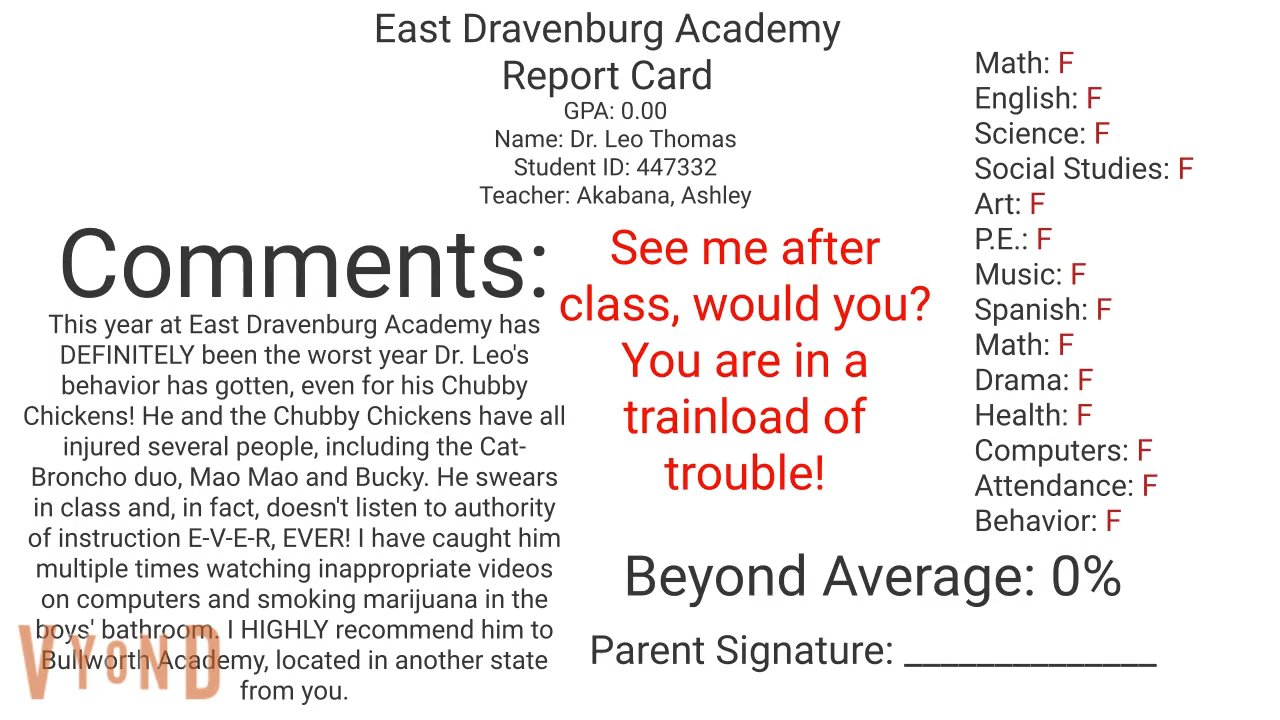 East Dravenburg Academy
Report Card
GPA: 0.00
Name: Dr. Leo Thomas
Student ID: 447332
Teacher: Akabana, Ashley
Comments:
This year at East Dravenburg Academy has
DEFINITELY been the worst year Dr. Leo's
behavior has gotten, even for his Chubby
Chickens! He and the Chubby Chickens have all
injured several people, including the Cat-
Broncho duo, Mao Mao and Bucky. He swears
in class and, in fact, doesn't listen to authority
of instruction E-V-E-R, EVER! I have caught him
multiple times watching inappropriate videos
on computers and smoking marijuana in the
boys' bathroom. I HIGHLY recommend him to
Bullworth Academy, located in another state
from you.
VYOND
See me after
class, would you?
You are in a
trainload of
trouble!
Math: F
English: F
Science: F
Social Studies: F
Art: F
P.E.: F
Music: F
Spanish: F
Math: F
Drama: F
Health: F
Computers: F
Attendance: F
Behavior: F
Beyond Average: 0%
Parent Signature: ______________